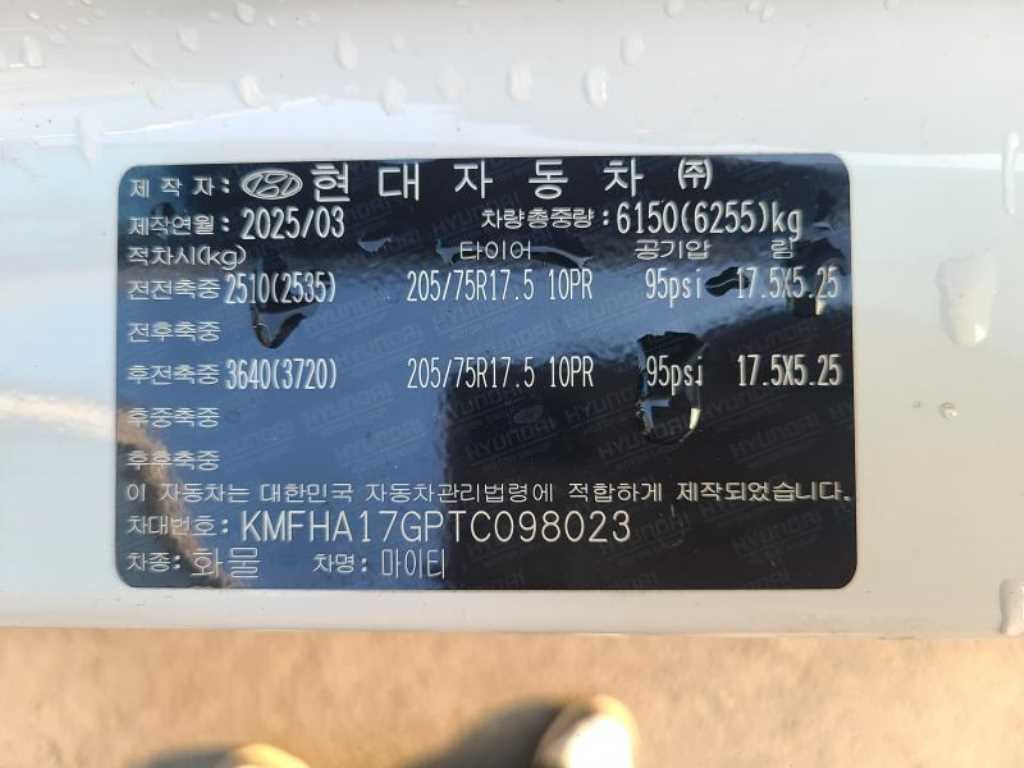 제 작 자 : 현 대 자 동 차 ㈜
제작연월 : 2025/03 차량총중량 : 6150(6255)kg
적차시(kg) 타이어 공기압 림
전전축중 2510(2535) 205/75R17.5 10PR 95psi 17.5X5.25
전후축중
후전축중 3640(3720) 205/75R17.5 10PR 95psi 17.5X5.25
후중축중
후후축중
이 자동차는 대한민국 자동차관리법령에 적합하게 제작되었습니다.
차대번호 : KMFHA17GPTC098023
차종 : 화물 차명 : 마이티